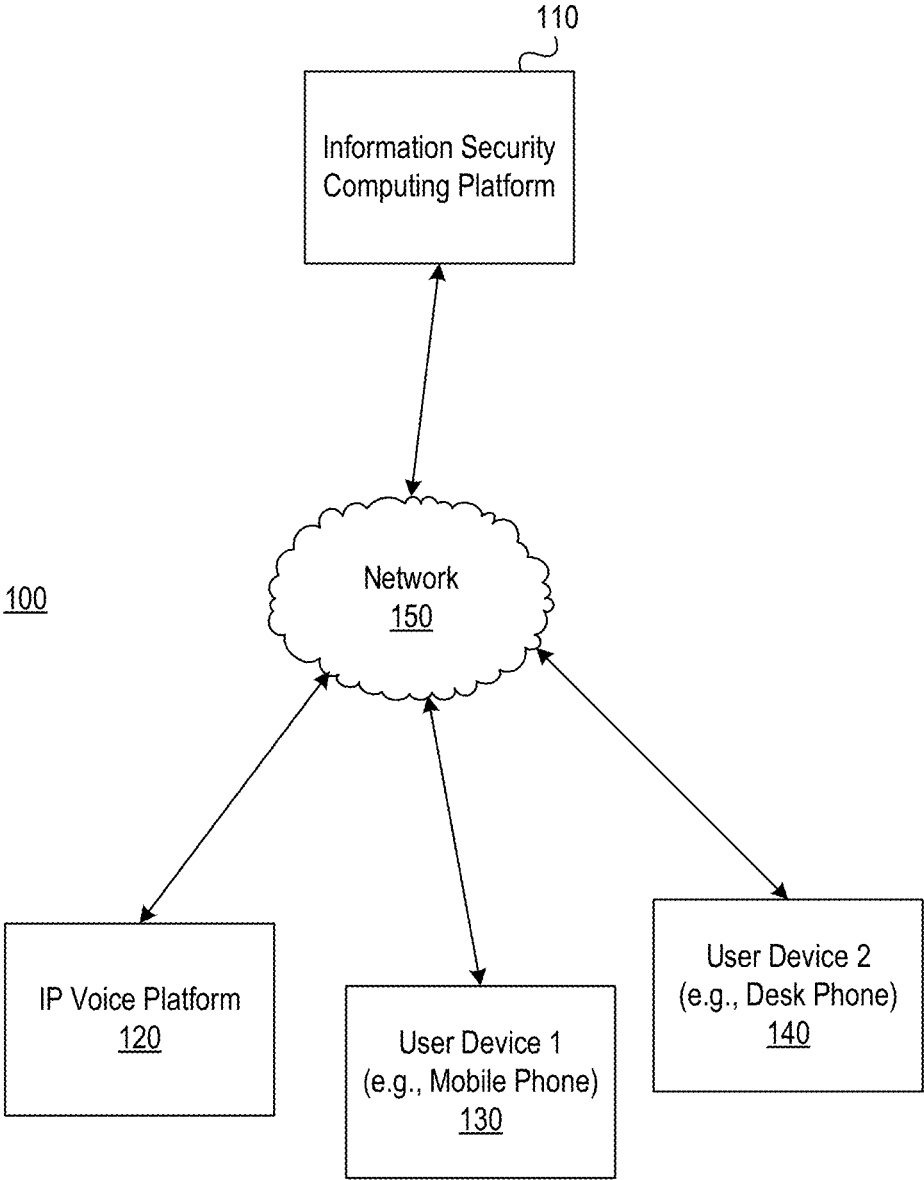 110
Information Security
Computing Platform
Network
150
100
IP Voice Platform
120
User Device 1
(e.g., Mobile Phone)
130
User Device 2
(e.g., Desk Phone)
140